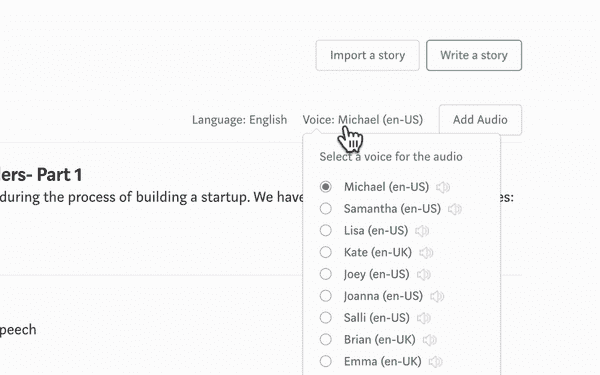 Import a story
Write a story
Language: English
Voice: Michael (en-US)
Add Audio
Select a voice for the audio
ders- Part 1
during the process of building a startup. We have
es:
Michael (en-US)
Samantha (en-US)
Lisa (en-US)
Kate (en-UK)
Joey (en-US)
Joanna (en-US)
Salli (en-US)
peech
Brian (en-UK)
Emma (en-UK)